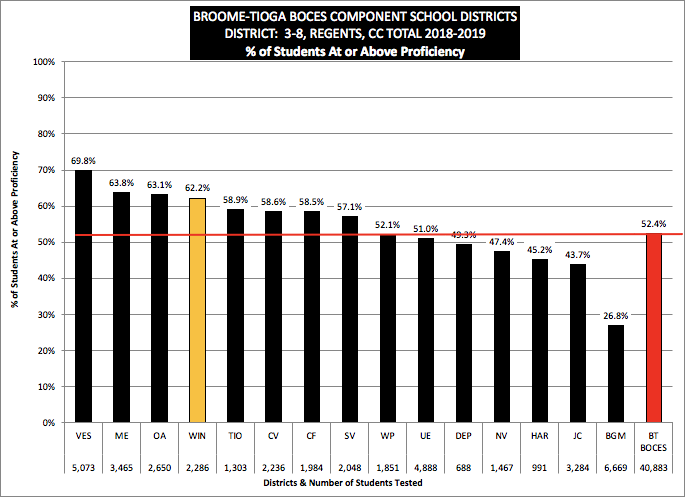 BROOME-TIOGA BOCES COMPONENT SCHOOL DISTRICTS
DISTRICT: 3-8, REGENTS, CC TOTAL 2018-2019
% of Students At or Above Proficiency
% of Students At or Above Proficiency
100%
90%
80%
70%
60%
50%
40%
30%
20%
10%
0%
69.8% 63.8% 63.1% 62.2% 58.9% 58.6% 58.5% 57.1% 52.1% 51.0% 49.3% 47.4% 45.2% 43.7% 26.8% 52.4%
VES ME OA WIN TIO CV CF SV WP UE DEP NV HAR JC BGM BT
BOCES
5,073 3,465 2,650 2,286 1,303 2,236 1,984 2,048 1,851 4,888 688 1,467 991 3,284 6,669 40,883
Districts & Number of Students Tested